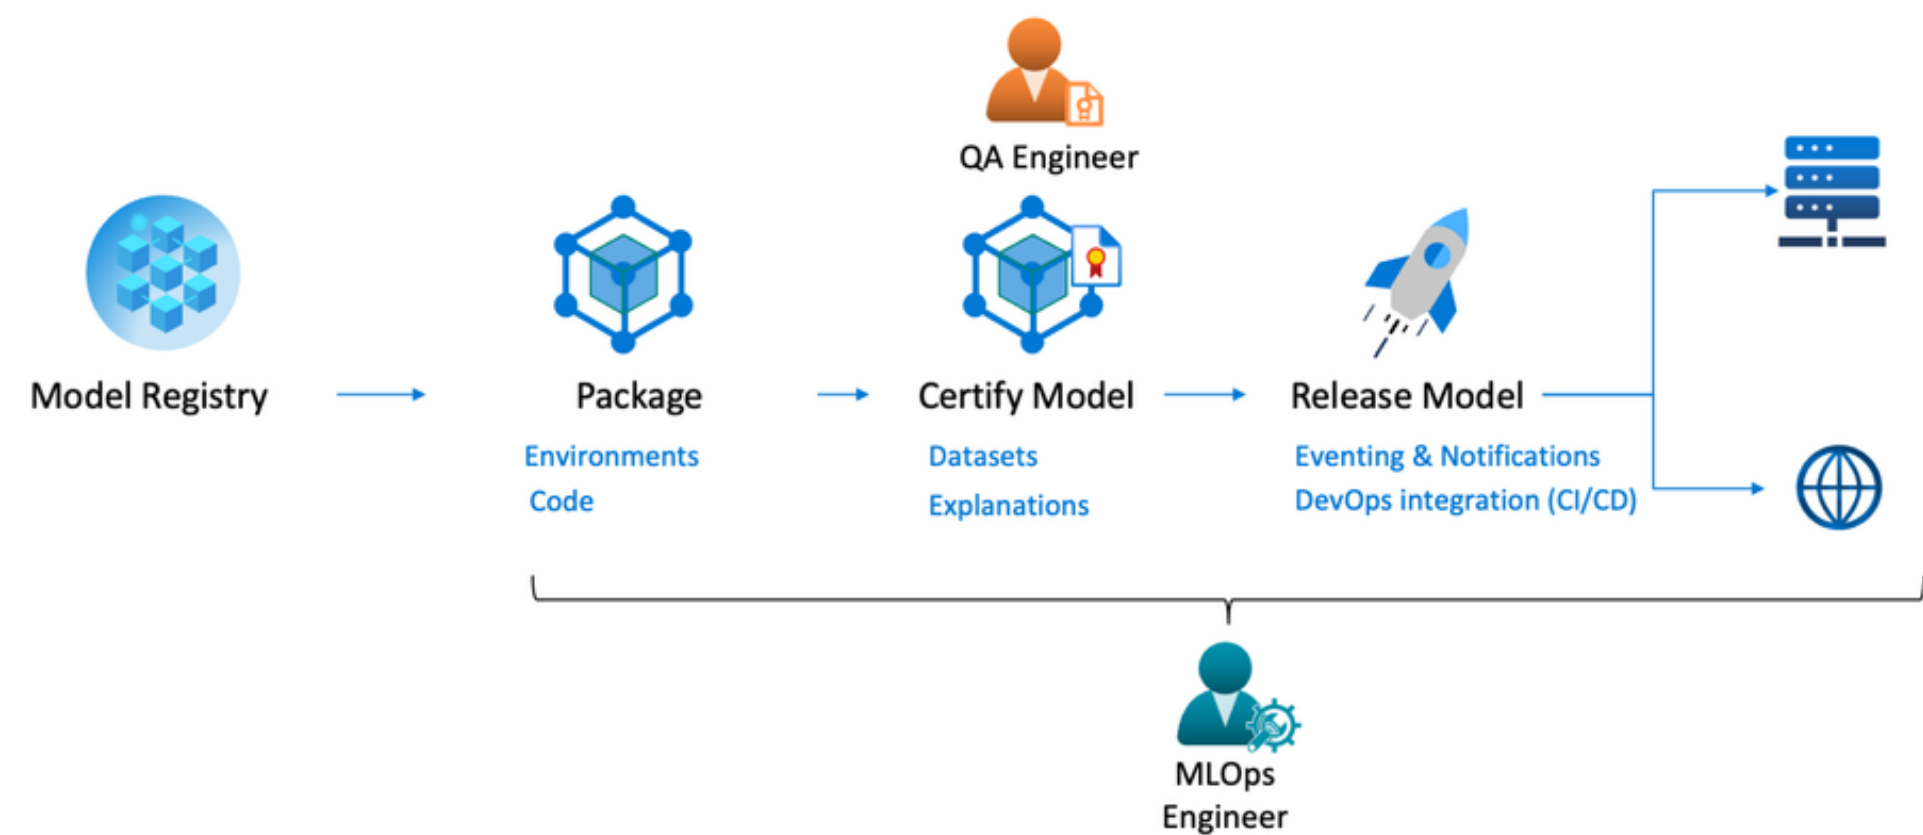 QA Engineer
Model Registry
Package
Certify Model
Release Model
Environments
Code
Datasets
Explanations
Eventing & Notifications
DevOps integration (CI/CD)
MLOps
Engineer